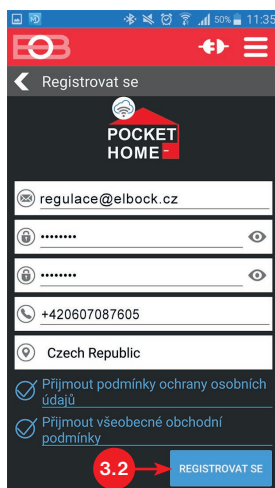 50% 11:35
EOB
Registrovat se
POCKET
HOME
regulace@elbock.cz
••••••••
••••••••
+420607087605
Czech Republic
Přijmout podmínky ochrany osobních
údajů
Přijmout všeobecné obchodní
podmínky
3.2
REGISTROVAT SE